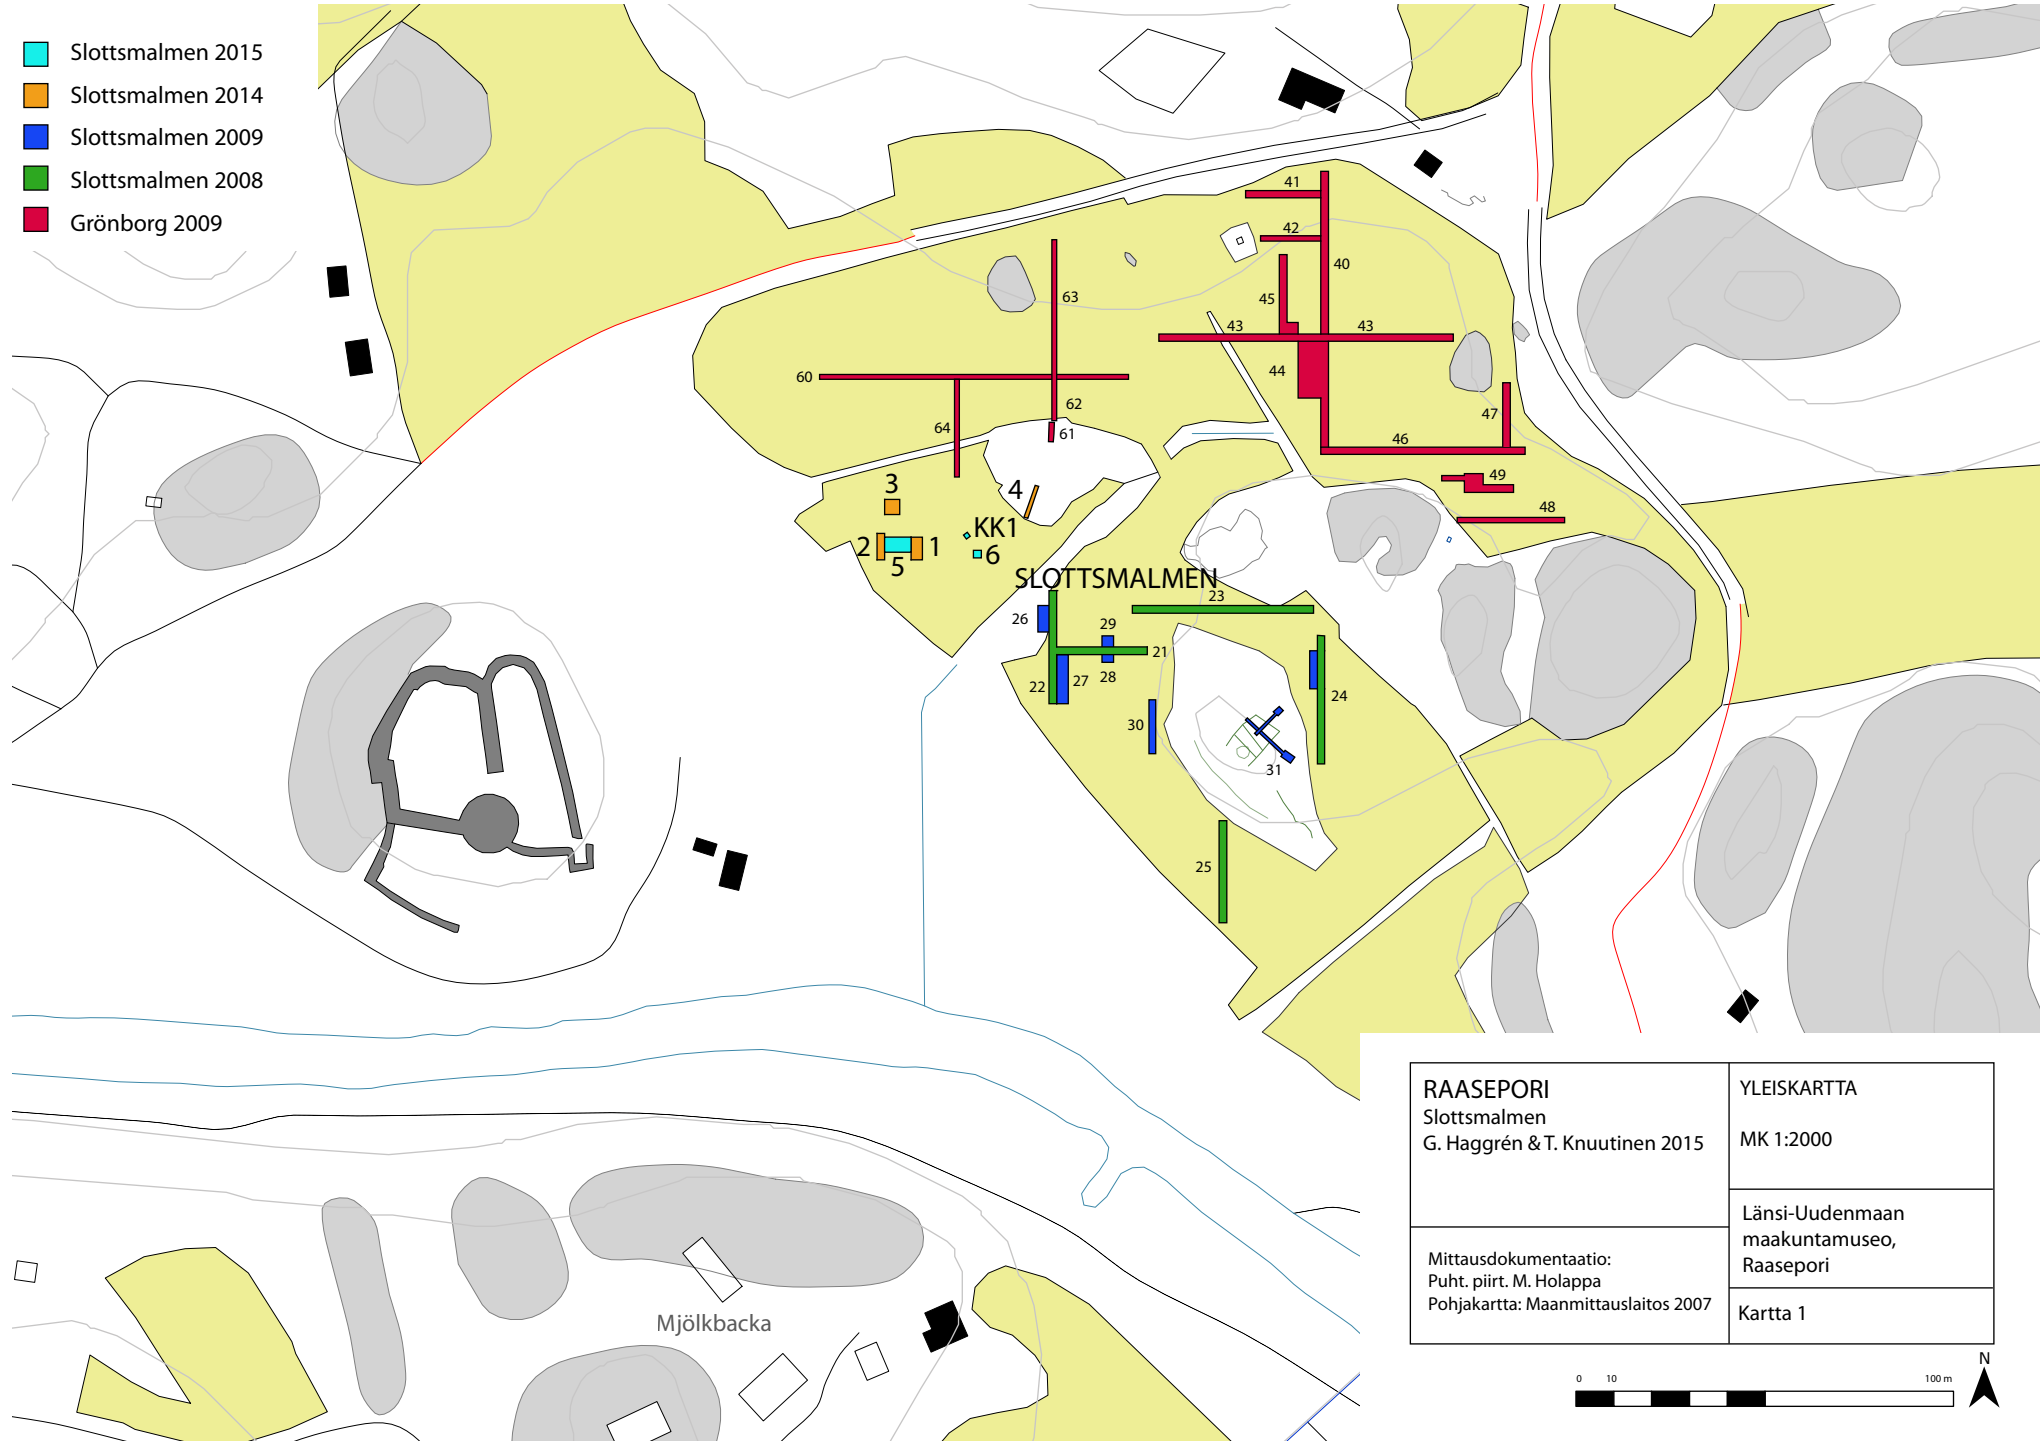 Slottsmalmen 2015
Slottsmalmen 2014
Slottsmalmen 2009
Slottsmalmen 2008
Grönborg 2009
41
42
40
63
45
43
43
60
44
62
47
64
61
46
49
3
4
48
KK1
2
1
6
5
SLOTTSMALMEN
23
26
29
21
28
22
27
24
30
31
25
Mjölkbacka
RAASEPORI
Slottsmalmen
G. Haggrén & T. Knuutinen 2015
YLEISKARTTA
MK 1:2000
Länsi-Uudenmaan
maakuntamuseo,
Raasepori
Mittausdokumentaatio:
Puht. piirt. M. Holappa
Pohjakartta: Maanmittauslaitos 2007
Kartta 1
N
0 10 100 m